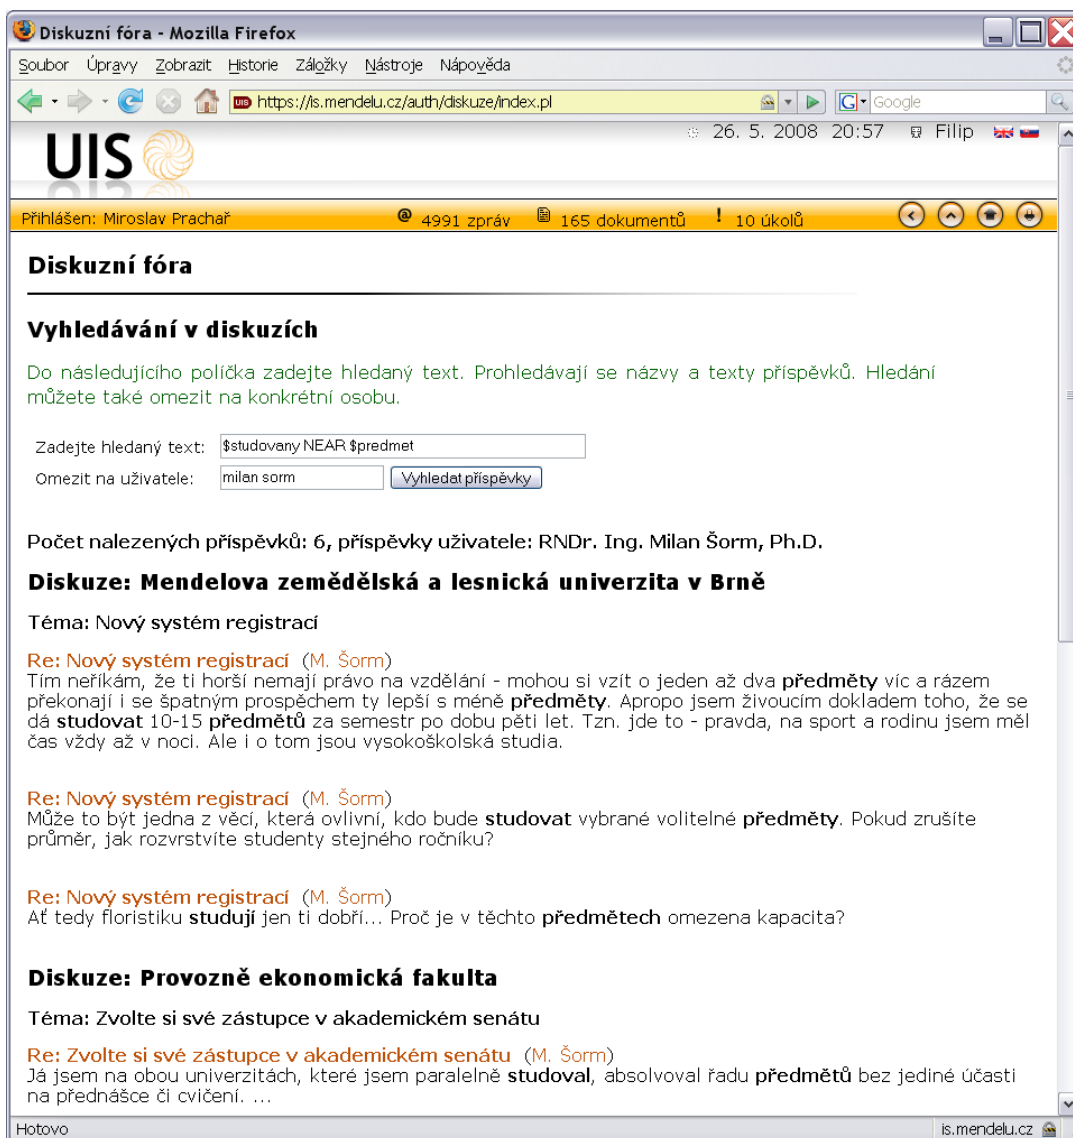 Diskuzní fóra - Mozilla Firefox
Soubor Úpravy Zobrazit Historie Záložky Nástroje Nápověda
UIS https://is.mendelu.cz/auth/diskuze/index.pl G Google
26. 5. 2008 20:57 Filip
UIS
Přihlášen: Miroslav Prachař @ 4991 zpráv 165 dokumentů ! 10 úkolů
Diskuzní fóra
Vyhledávání v diskuzích
Do následujícího políčka zadejte hledaný text. Prohledávají se názvy a texty příspěvků. Hledání
můžete také omezit na konkrétní osobu.
Zadejte hledaný text: $studovany NEAR $predmet
Omezit na uživatele: milan sorm Vyhledat příspěvky
Počet nalezených příspěvků: 6, příspěvky uživatele: RNDr. Ing. Milan Šorm, Ph.D.
Diskuze: Mendelova zemědělská a lesnická univerzita v Brně
Téma: Nový systém registrací
Re: Nový systém registrací (M. Šorm)
Tím neříkám, že ti horší nemají právo na vzdělání - mohou si vzít o jeden až dva předměty víc a rázem
překonají i se špatným prospěchem ty lepší s méně předměty. Apropo jsem živoucím dokladem toho, že se
dá studovat 10-15 předmětů za semestr po dobu pěti let. Tzn. jde to - pravda, na sport a rodinu jsem měl
čas vždy až v noci. Ale i o tom jsou vysokoškolská studia.
Re: Nový systém registrací (M. Šorm)
Může to být jedna z věcí, která ovlivní, kdo bude studovat vybrané volitelné předměty. Pokud zrušíte
průměr, jak rozvrstvíte studenty stejného ročníku?
Re: Nový systém registrací (M. Šorm)
Ať tedy floristiku studují jen ti dobří... Proč je v těchto předmětech omezena kapacita?
Diskuze: Provozně ekonomická fakulta
Téma: Zvolte si své zástupce v akademickém senátu
Re: Zvolte si své zástupce v akademickém senátu (M. Šorm)
Já jsem na obou univerzitách, které jsem paralelně studoval, absolvoval řadu předmětů bez jediné účasti
na přednášce či cvičení. ...
Hotovo is.mendelu.cz